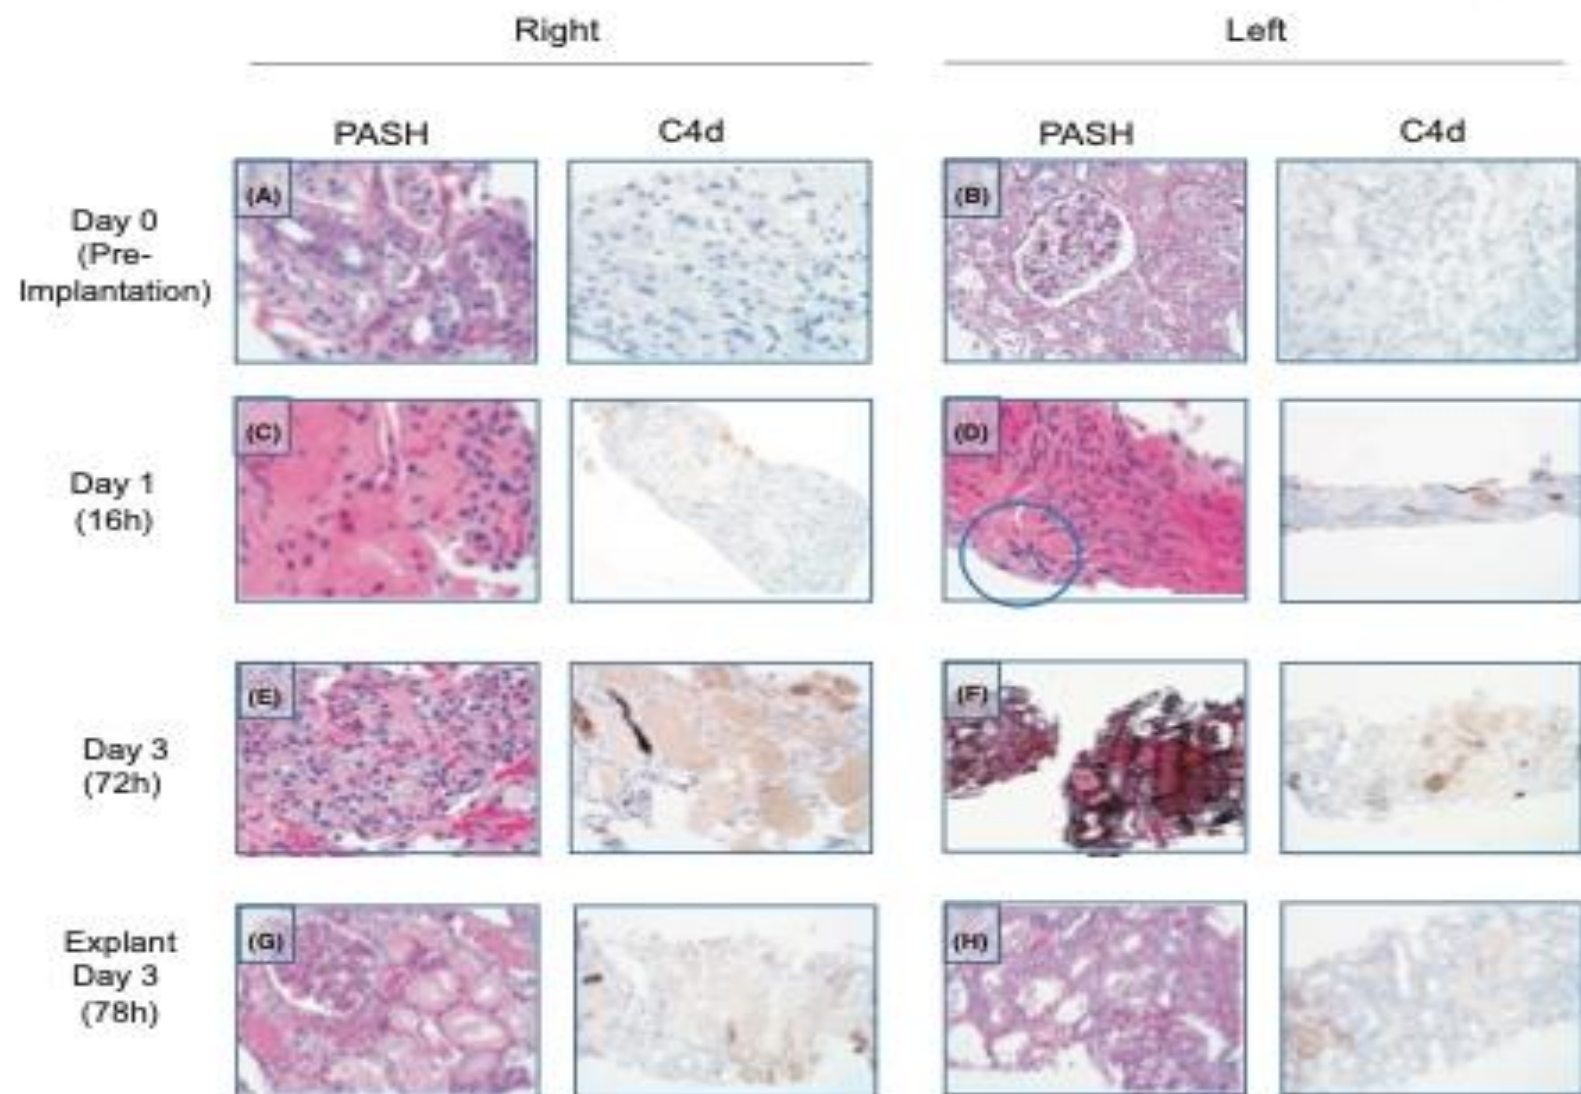 Right
Left
PASH
C4d
PASH
C4d
Day 0
(Pre-
Implantation)
(A)
(B)
Day 1
(16h)
(C)
(D)
Day 3
(72h)
(E)
(F)
Explant
Day 3
(78h)
(G)
(H)